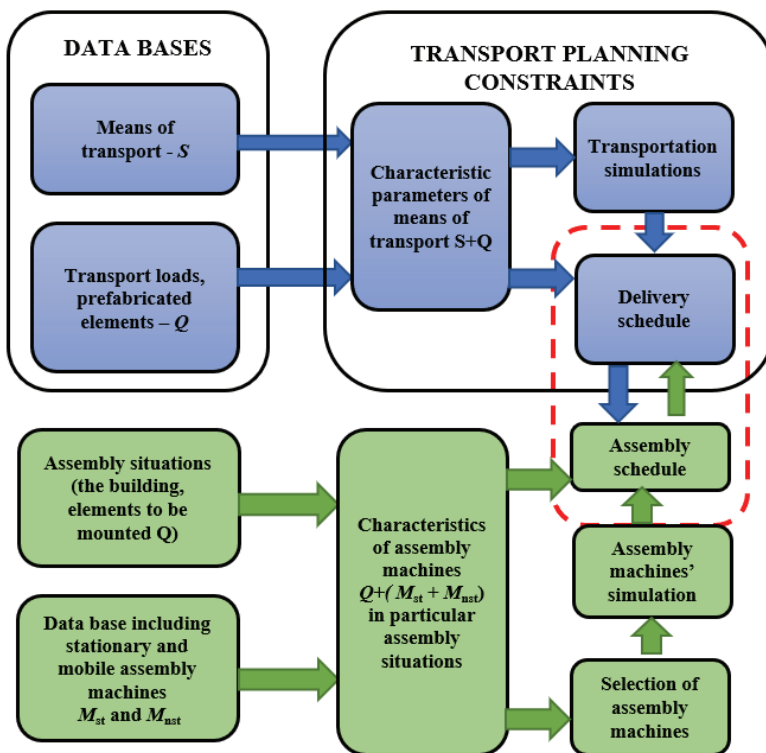 DATA BASES
Means of
transport - S
Transport loads,
prefabricated
elements – Q
TRANSPORT PLANNING
CONSTRAINTS
Characteristic
parameters of
means of
transport S+Q
Transportation
simulations
Delivery
schedule
Assembly situations
(the building,
elements to be
mounted Q)
Data base including
stationary and
mobile assembly
machines
Mst and Mnst
Characteristics
of assembly
machines
Q+( Mst + Mnst)
in particular
assembly
situations
Assembly
schedule
Assembly
machines’
simulation
Selection of
assembly
machines